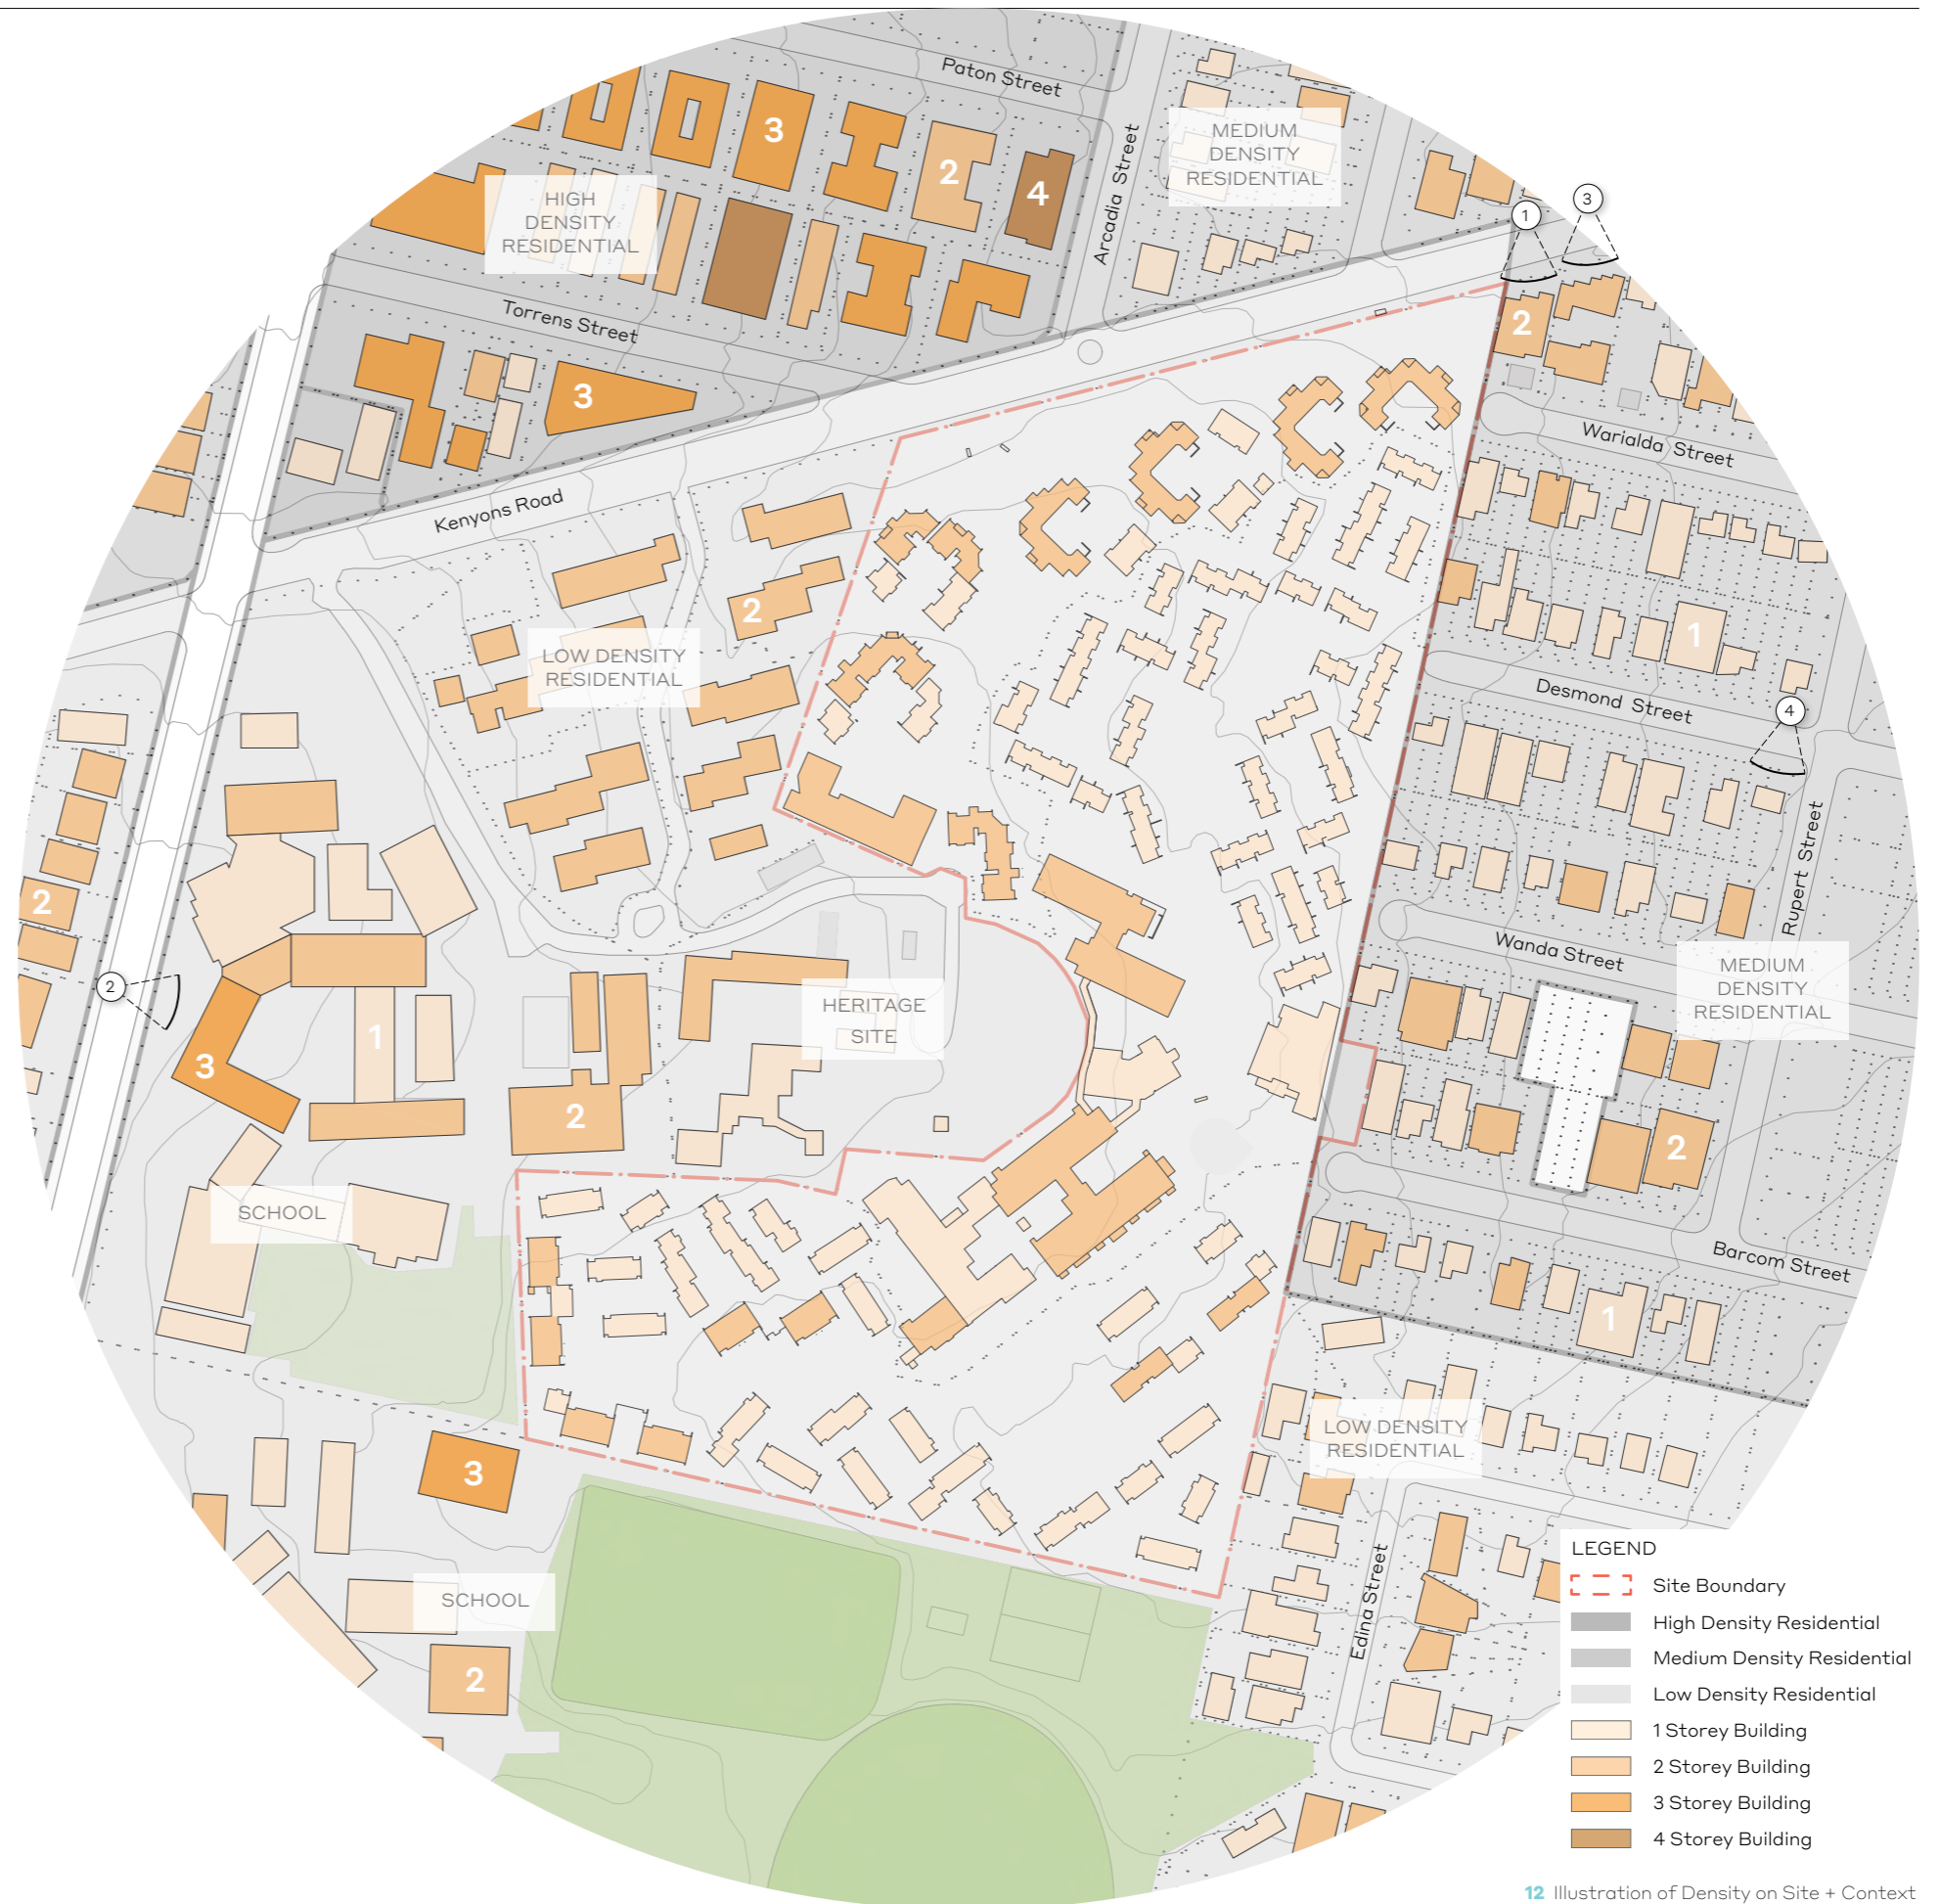 Paton Street
Arcadia Street
MEDIUM
DENSITY
RESIDENTIAL
3
2
4
HIGH
DENSITY
RESIDENTIAL
1
3
2
Torrens Street
3
Kenyons Road
Warialda Street
2
LOW DENSITY
RESIDENTIAL
1
Desmond Street
4
Rupert Street
2
Wanda Street
MEDIUM
DENSITY
RESIDENTIAL
2
HERITAGE
SITE
1
3
2
2
SCHOOL
Barcom Street
1
LOW DENSITY
RESIDENTIAL
3
Edina Street
SCHOOL
2
LEGEND
Site Boundary
High Density Residential
Medium Density Residential
Low Density Residential
1 Storey Building
2 Storey Building
3 Storey Building
4 Storey Building
12 Illustration of Density on Site + Context